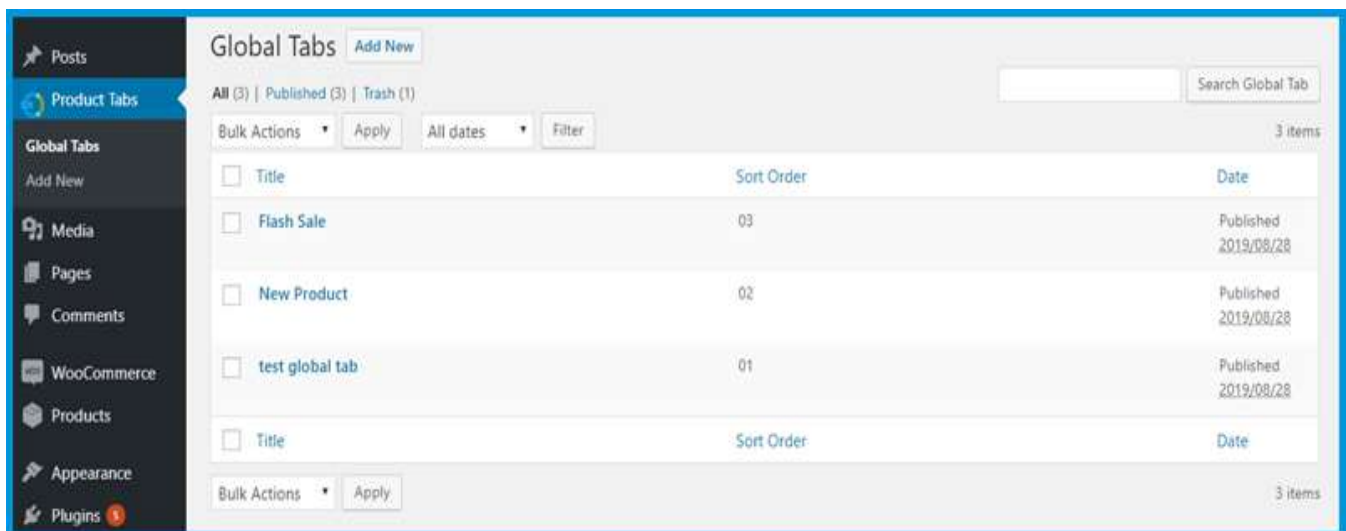 Posts
Product Tabs
Global Tabs
Add New
Media
Pages
Comments
WooCommerce
Products
Appearance
Plugins 5
Global Tabs Add New
All (3) | Published (3) | Trash (1)
Search Global Tab
Bulk Actions Apply All dates Filter 3 items
Title Sort Order Date
Flash Sale 03 Published
2019/08/28
New Product 02 Published
2019/08/28
test global tab 01 Published
2019/08/28
Title Sort Order Date
Bulk Actions Apply 3 items